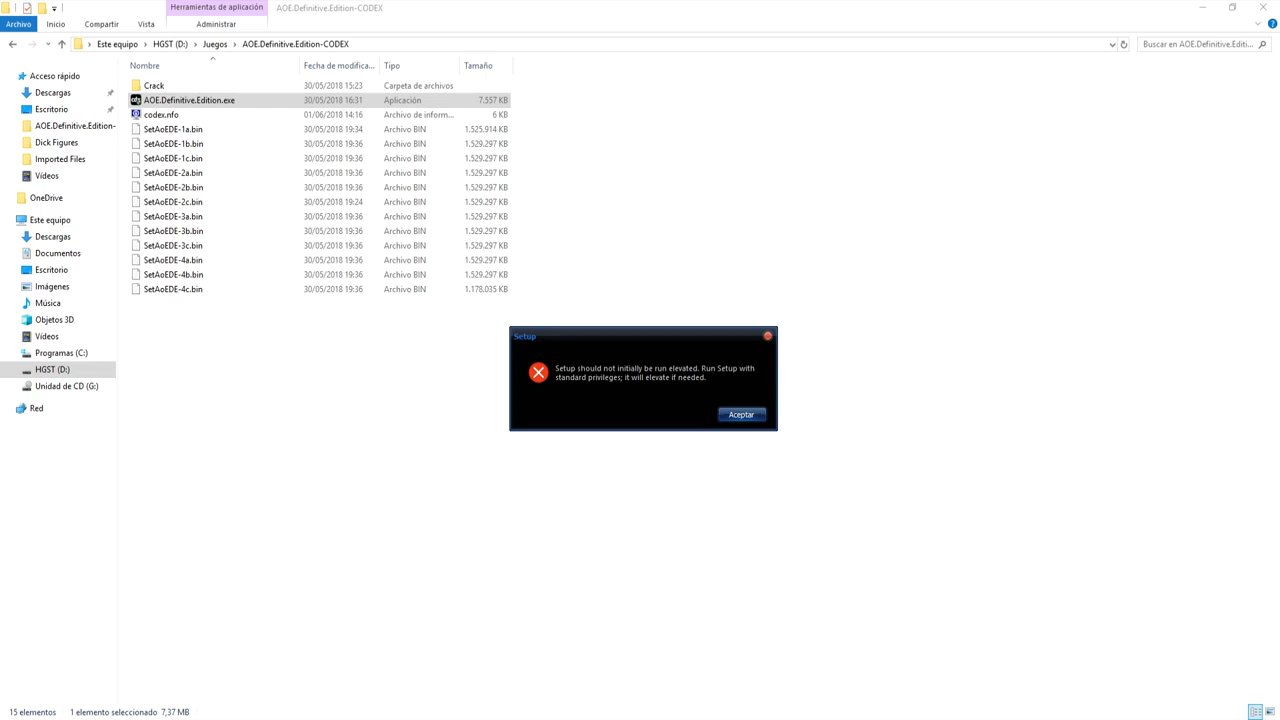 Herramientas de aplicación
AOE.Definitive.Edition-CODEX
Archivo
Inicio
Compartir
Vista
Administrar
Este equipo
HGST (D:)
Juegos
AOE.Definitive.Edition-CODEX
Buscar en AOE.Definitive.Editi...
Nombre
Fecha de modifica...
Tipo
Tamaño
Acceso rápido
Descargas
Escritorio
AOE.Definitive.Edition-
Dick Figures
Imported Files
Vídeos
OneDrive
Este equipo
Descargas
Documentos
Escritorio
Imágenes
Música
Objetos 3D
Vídeos
Programas (C:)
HGST (D:)
Unidad de CD (G:)
Red
Crack 30/05/2018 15:23 Carpeta de archivos
AOE.Definitive.Edition.exe 30/05/2018 16:31 Aplicación 7.557 KB
codex.nfo 01/06/2018 14:16 Archivo de inform... 6 KB
SetAoEDE-1a.bin 30/05/2018 19:34 Archivo BIN 1.525.914 KB
SetAoEDE-1b.bin 30/05/2018 19:36 Archivo BIN 1.529.297 KB
SetAoEDE-1c.bin 30/05/2018 19:36 Archivo BIN 1.529.297 KB
SetAoEDE-2a.bin 30/05/2018 19:36 Archivo BIN 1.529.297 KB
SetAoEDE-2b.bin 30/05/2018 19:36 Archivo BIN 1.529.297 KB
SetAoEDE-2c.bin 30/05/2018 19:24 Archivo BIN 1.529.297 KB
SetAoEDE-3a.bin 30/05/2018 19:36 Archivo BIN 1.529.297 KB
SetAoEDE-3b.bin 30/05/2018 19:36 Archivo BIN 1.529.297 KB
SetAoEDE-3c.bin 30/05/2018 19:36 Archivo BIN 1.529.297 KB
SetAoEDE-4a.bin 30/05/2018 19:36 Archivo BIN 1.529.297 KB
SetAoEDE-4b.bin 30/05/2018 19:36 Archivo BIN 1.529.297 KB
SetAoEDE-4c.bin 30/05/2018 19:36 Archivo BIN 1.178.035 KB
Setup
Setup should not initially be run elevated. Run Setup with
standard privileges; it will elevate if needed.
Aceptar
15 elementos
1 elemento seleccionado 7,37 MB